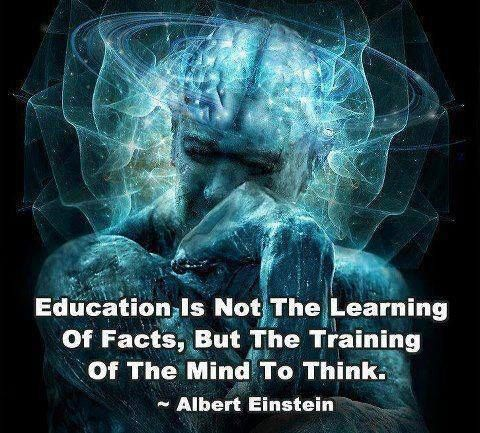 Education Is Not The Learning
Of Facts, But The Training
Of The Mind To Think.
~ Albert Einstein